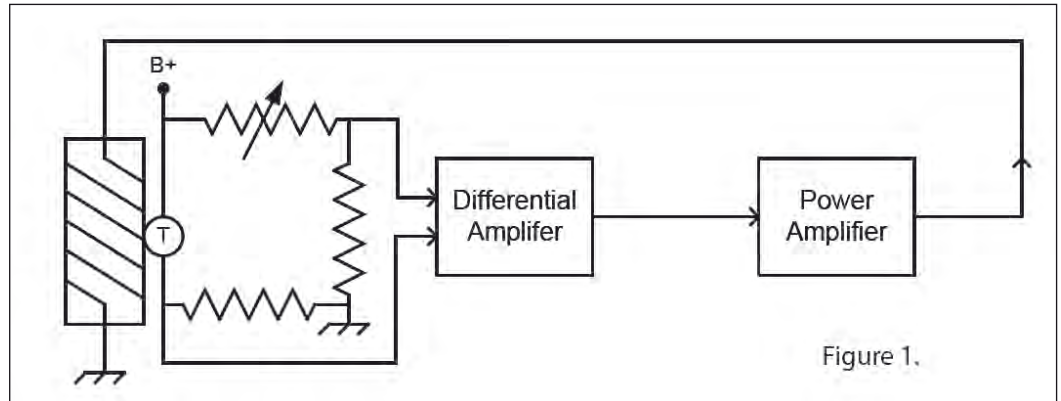 B+
T
Differential
Amplifer
Power
Amplifier
Figure 1.